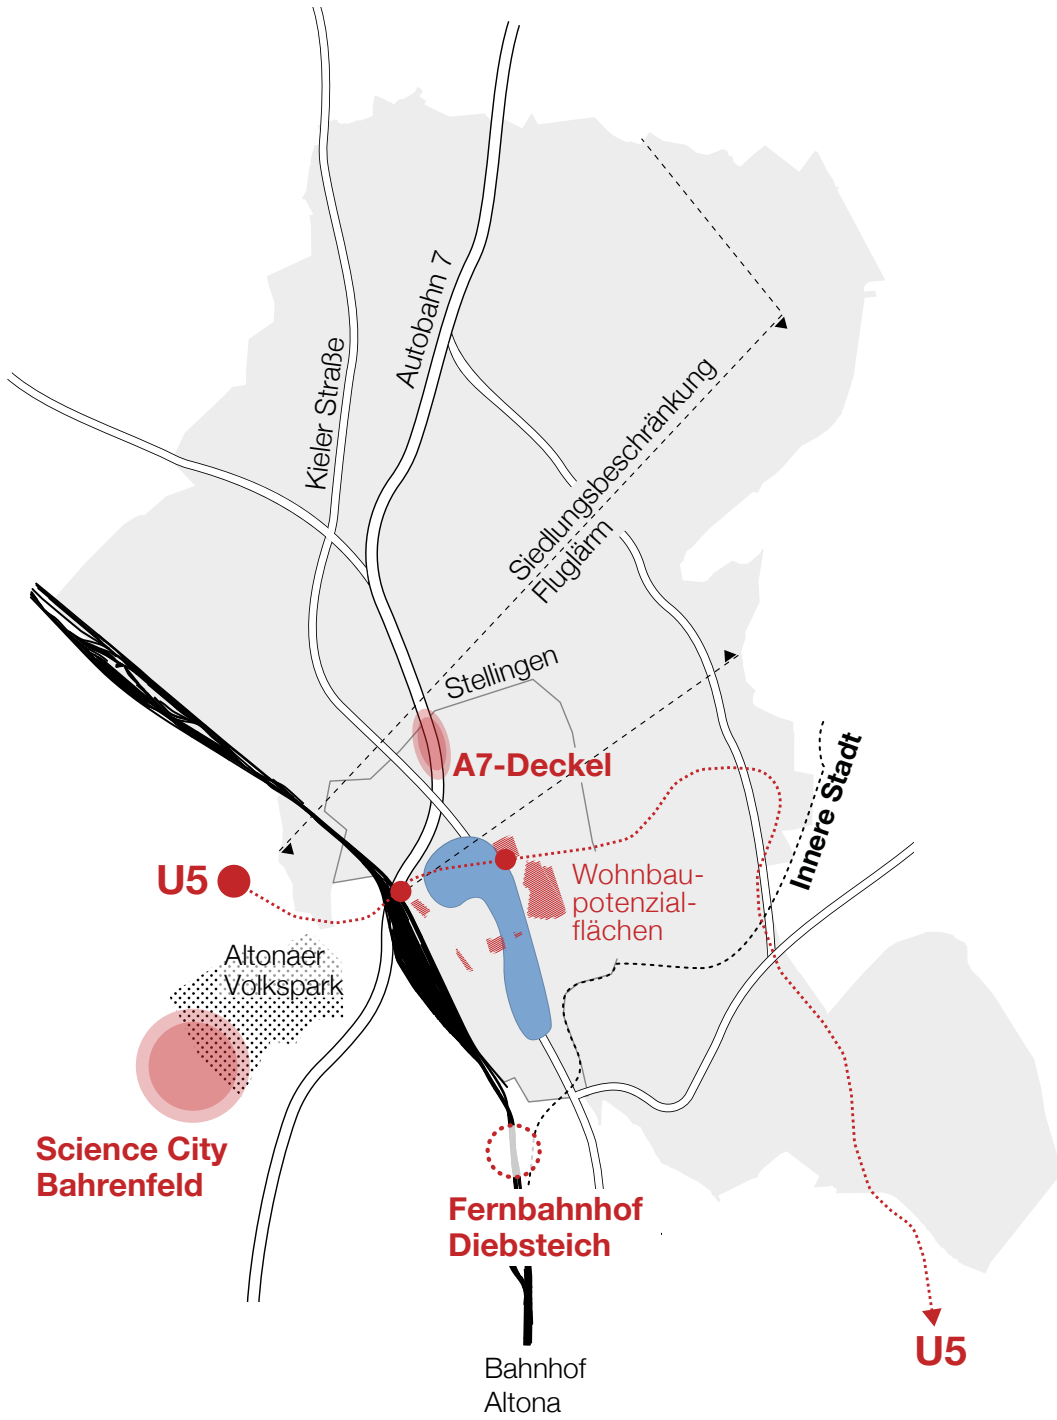 Autobahn 7
Kieler Straße
Siedlungsbeschränkung
Fluglärm
Stellingen
A7-Deckel
Innere Stadt
U5
Wohnbau-
potenzial-
flächen
Altonaer
Volkspark
Science City
Bahrenfeld
Fernbahnhof
Diebsteich
U5
Bahnhof
Altona